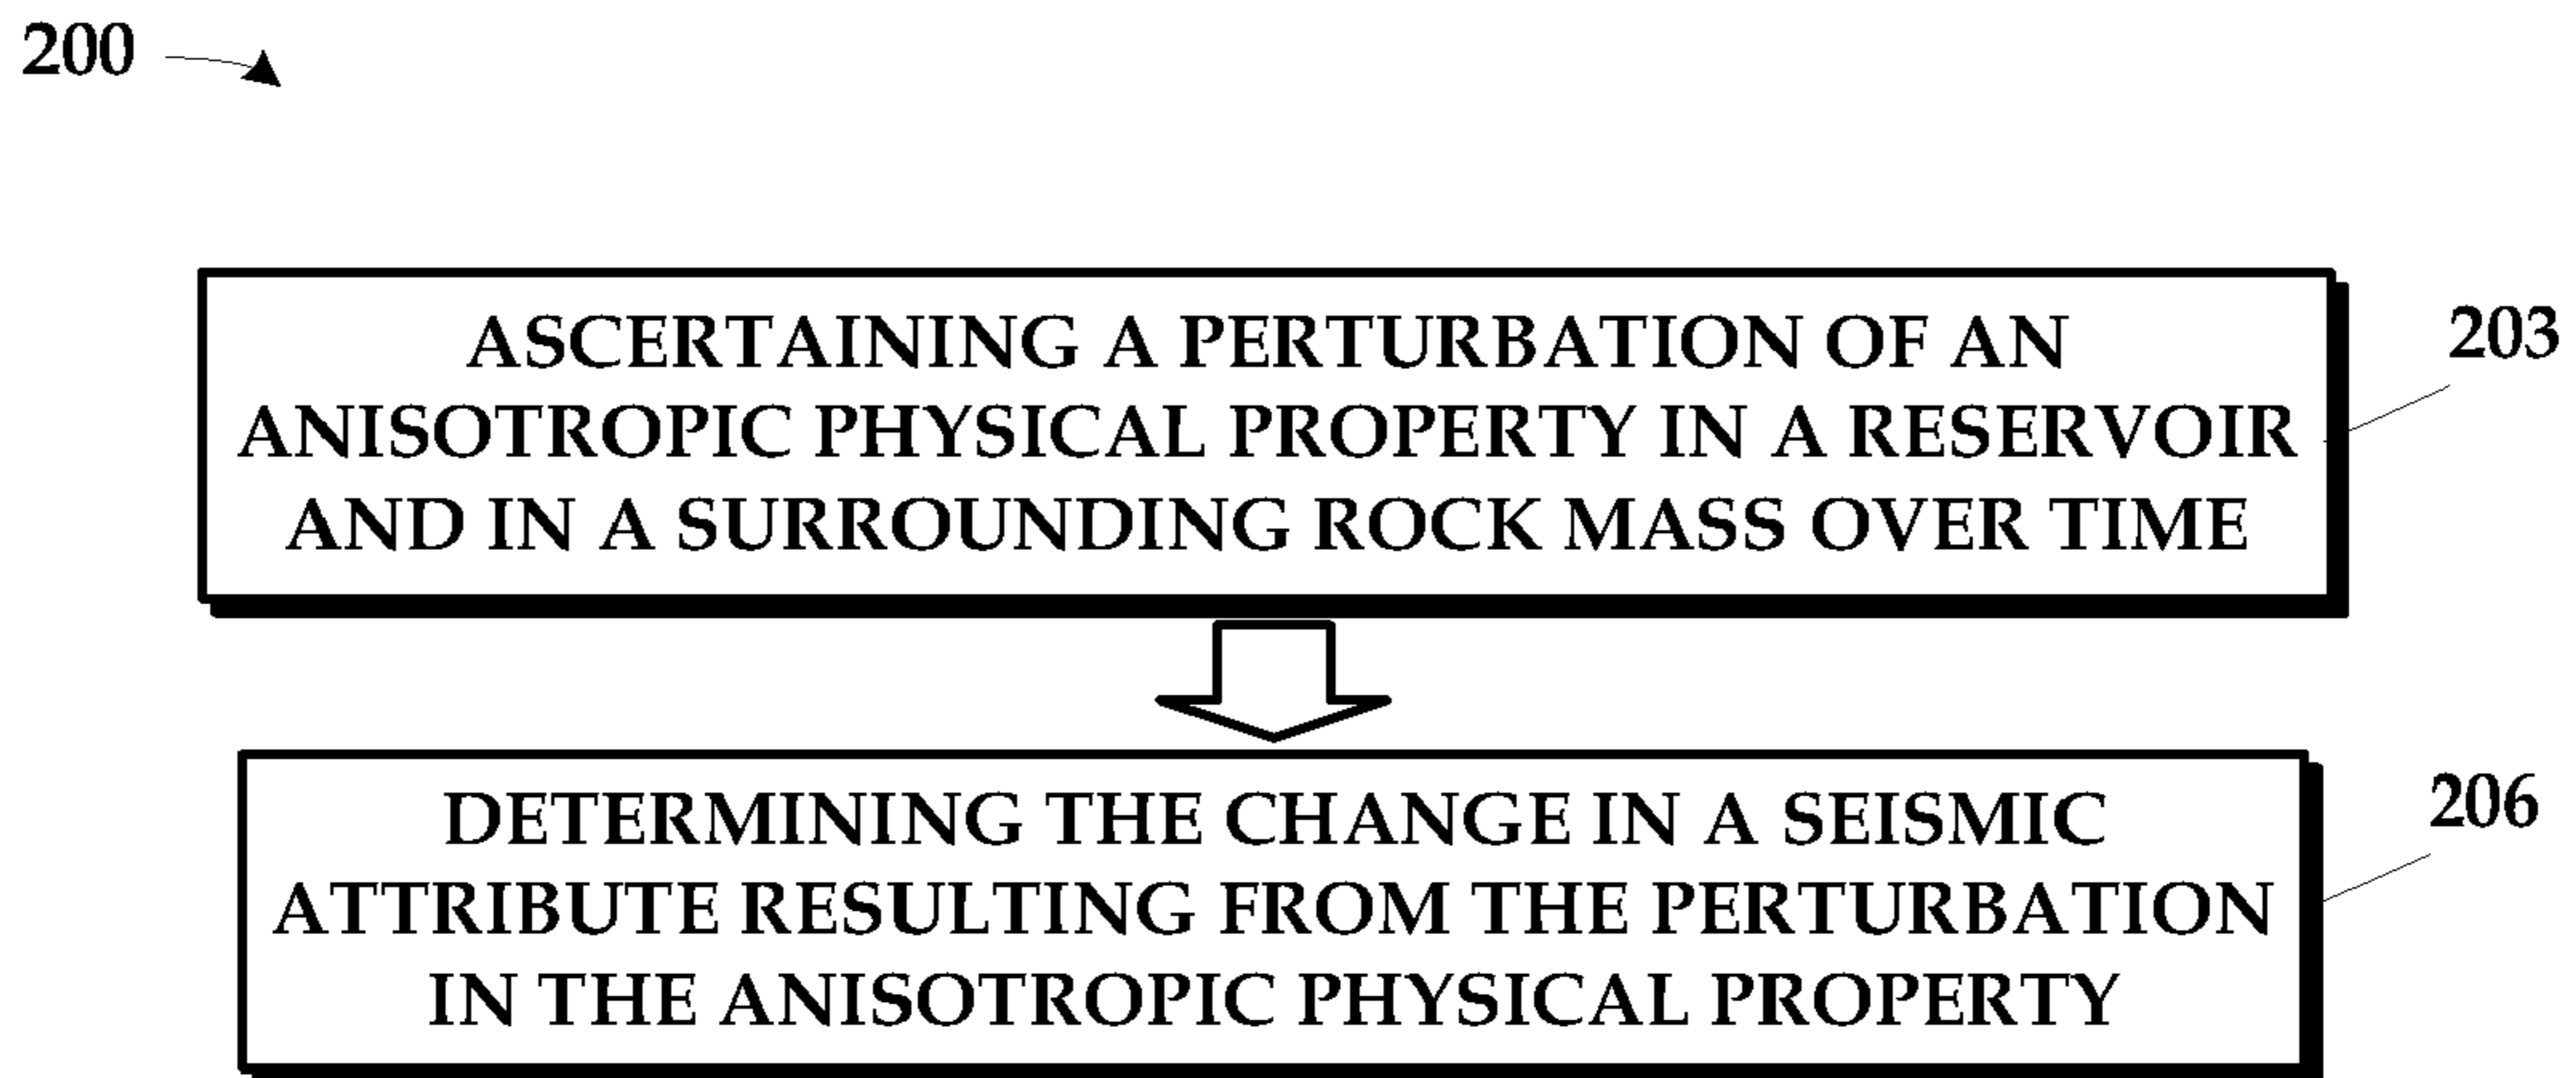 200
ASCERTAINING A PERTURBATION OF AN
ANISOTROPIC PHYSICAL PROPERTY IN A RESERVOIR
AND IN A SURROUNDING ROCK MASS OVER TIME
203
DETERMINING THE CHANGE IN A SEISMIC
ATTRIBUTE RESULTING FROM THE PERTURBATION
IN THE ANISOTROPIC PHYSICAL PROPERTY
206